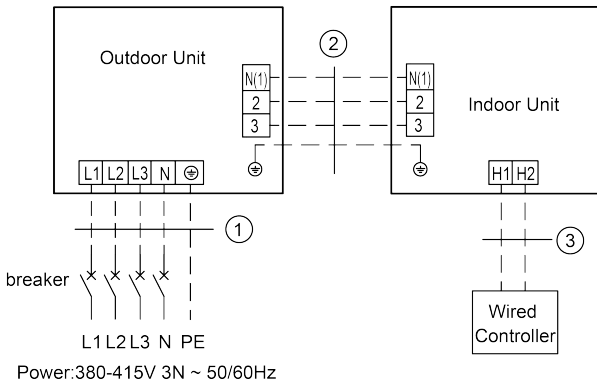 Outdoor Unit
2
Indoor Unit
N(1)
2
3
N(1)
2
3
L1 L2 L3 N
H1 H2
1
3
breaker
Wired
Controller
L1 L2 L3 N PE
Power:380-415V 3N ~ 50/60Hz